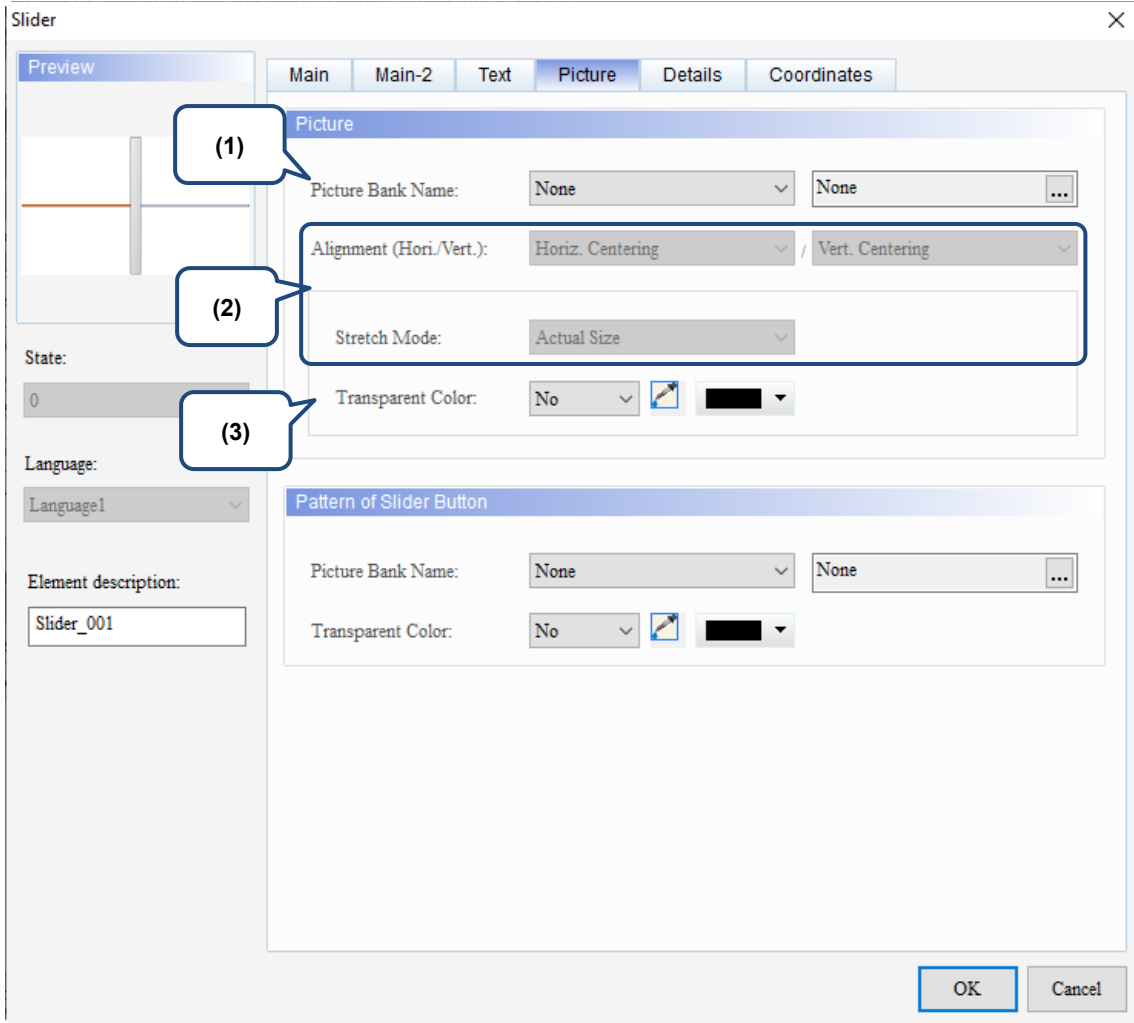 Slider
Preview
Main Main-2 Text Picture Details Coordinates
Picture
(1)
Picture Bank Name: None None ...
(2)
Alignment (Hori./Vert.): Horiz. Centering / Vert. Centering
Stretch Mode: Actual Size
(3)
Transparent Color: No
State:
0
Language:
Language1
Element description:
Slider_001
Pattern of Slider Button
Picture Bank Name: None None ...
Transparent Color: No
OK Cancel